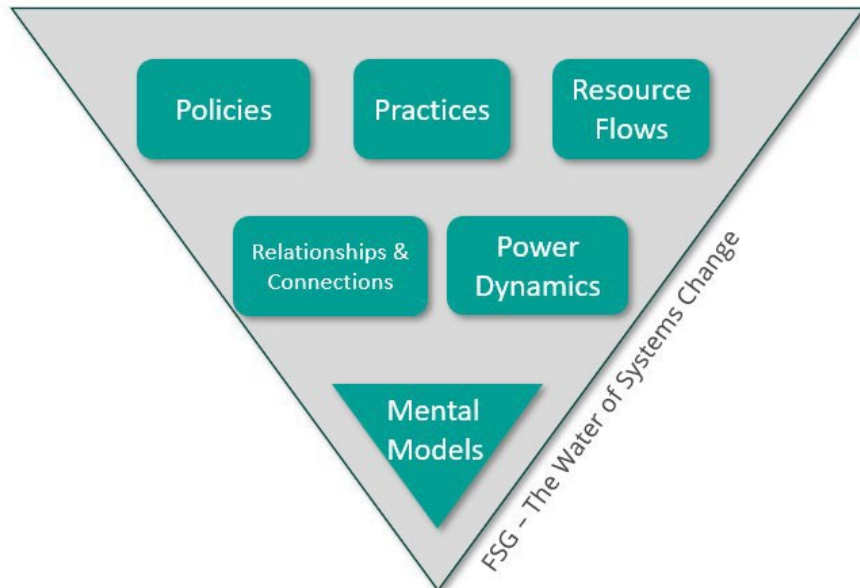 Policies
Practices
Resource
Flows
Relationships &
Connections
Power
Dynamics
Mental
Models
FSG – The Water of Systems Change